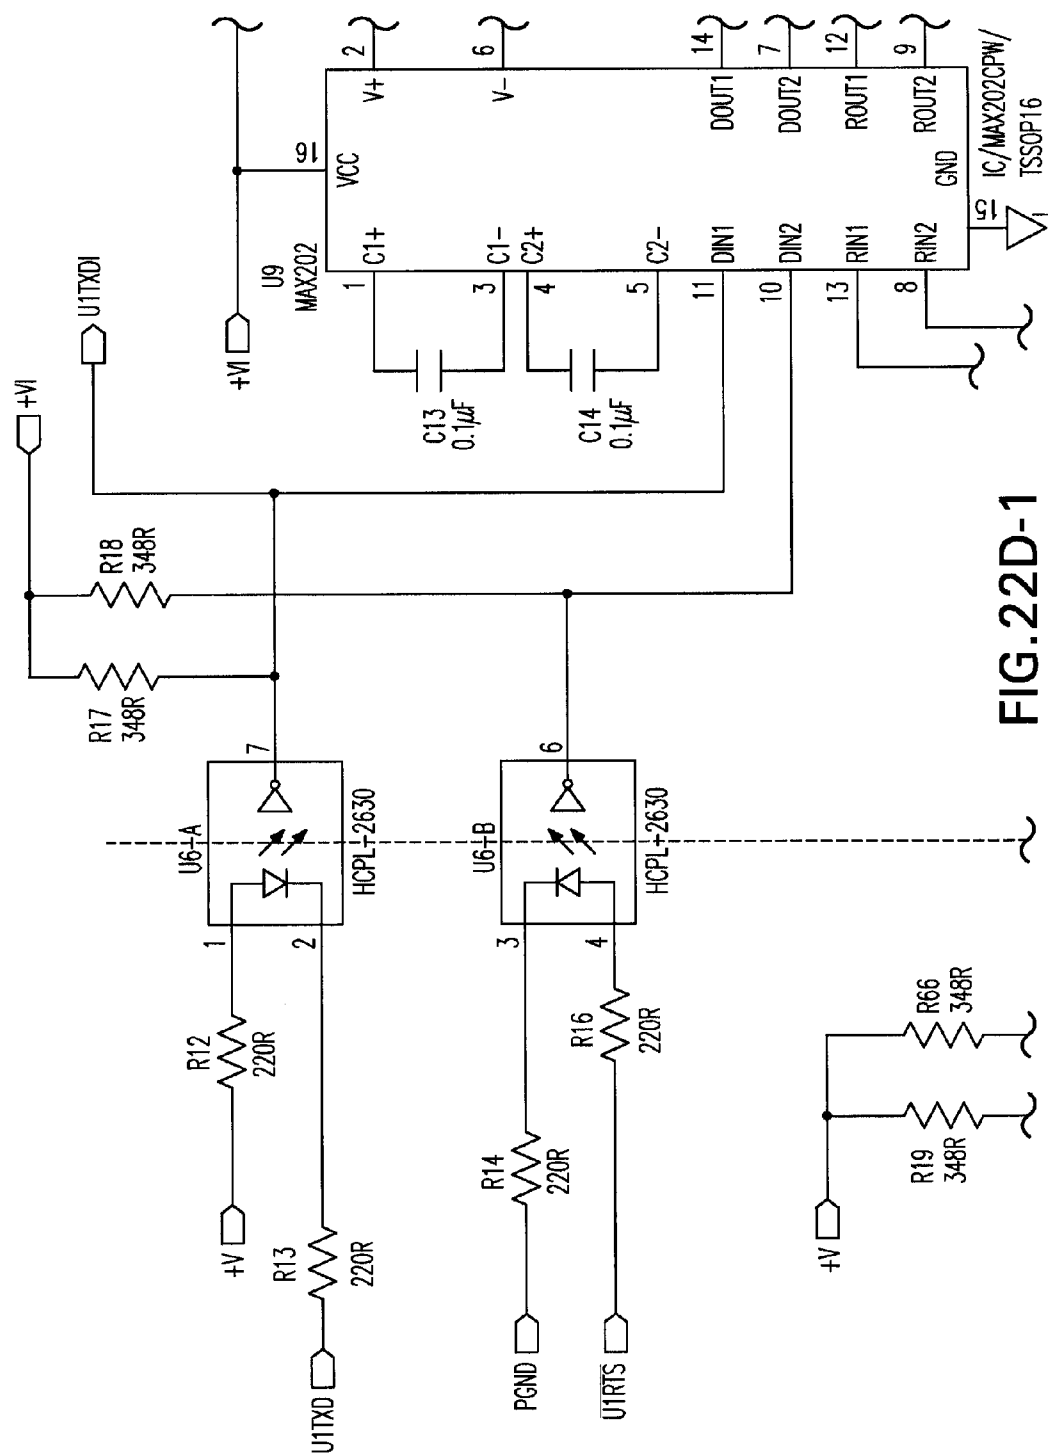 U1TXD
R13
220R
+V
R12
220R
1
2
U6-A
HCPL-2630
7
R17
348R
R18
348R
+VI
U1TXDI
PGND
R14
220R
U1RTS
R16
220R
3
4
U6-B
HCPL-2630
6
+V
R19
348R
R66
348R
+VI
U9
MAX202
16
VCC
1
C1+
3
C1-
4
C2+
5
C2-
11
DIN1
10
DIN2
13
RIN1
8
RIN2
V+
2
V-
6
DOUT1
14
DOUT2
7
ROUT1
12
ROUT2
9
GND
15
IC/MAX202CPW/
TSSOP16
C13
0.1µF
C14
0.1µF
FIG.22D-1